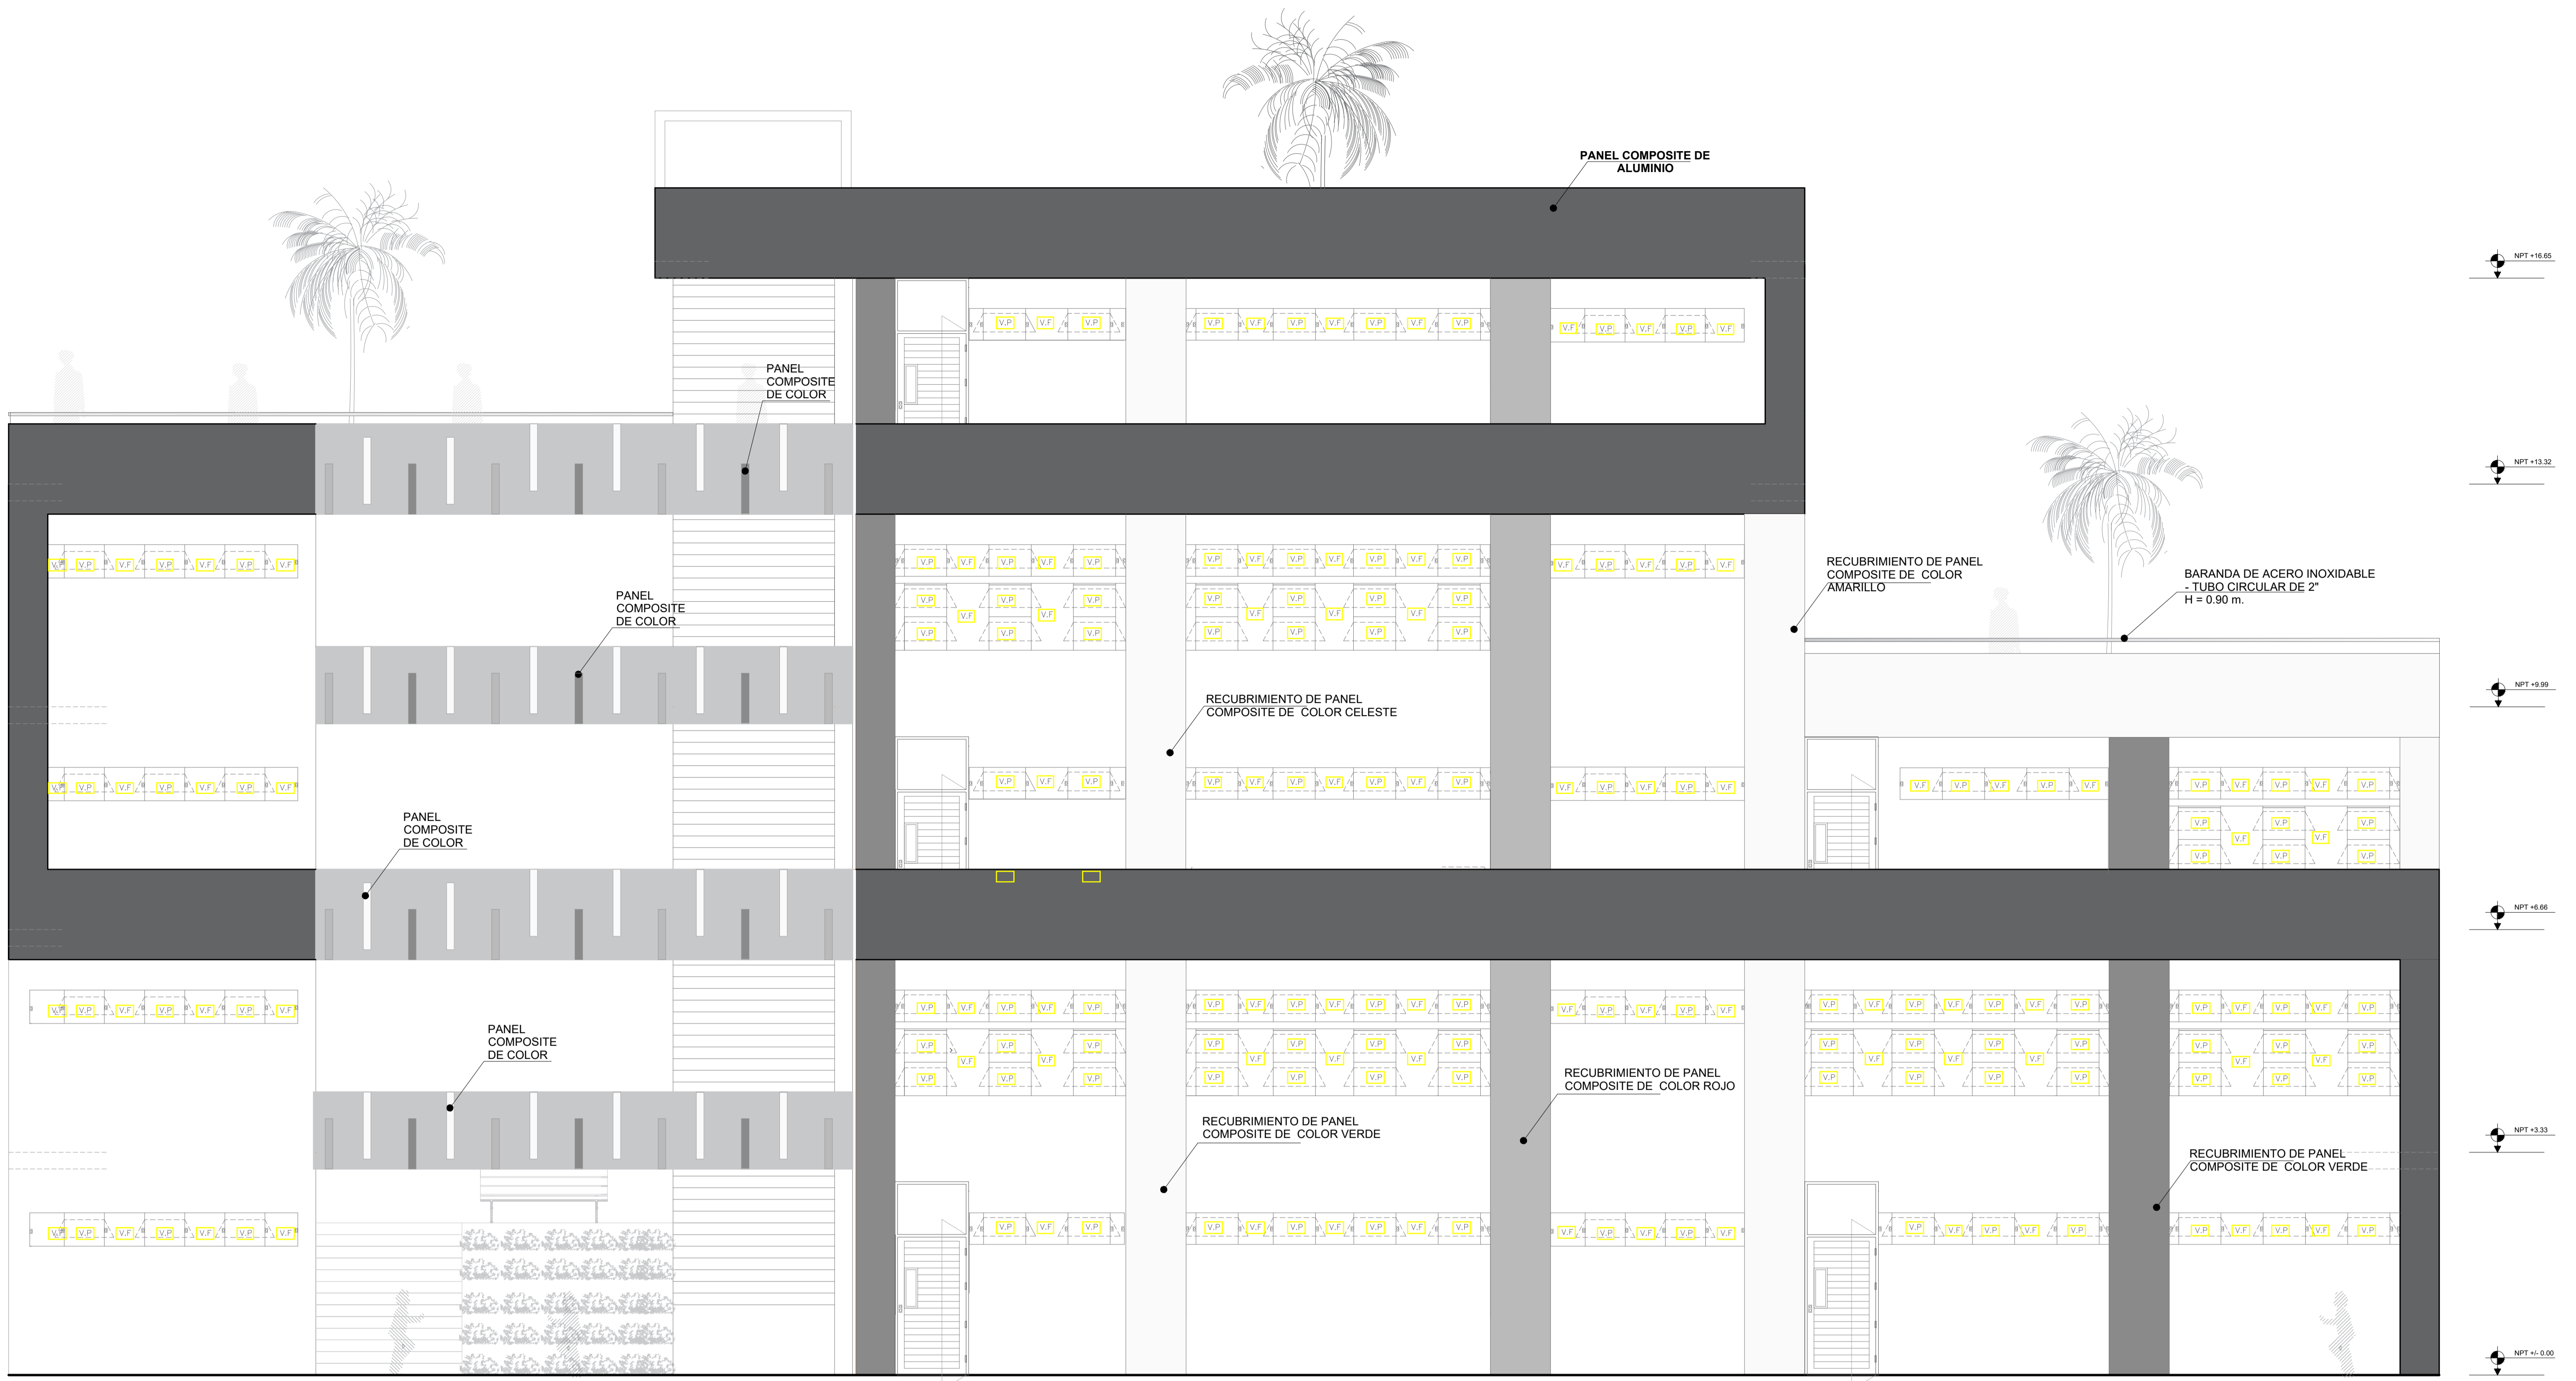 PANEL COMPOSITE DE
ALUMINIO
NPT +16.65
V.P V.F V.P V.P V.F V.P V.F V.P V.F V.P V.F V.P V.F V.P V.F
PANEL
COMPOSITE
DE COLOR
NPT +13.32
V.P V.F V.P V.F V.P V.F V.P V.F V.P V.F V.P V.P V.F V.P V.F V.P V.F V.P V.F V.P V.F V.P V.F
RECUBRIMIENTO DE PANEL
COMPOSITE DE COLOR
AMARILLO
BARANDA DE ACERO INOXIDABLE
- TUBO CIRCULAR DE 2"
H = 0.90 m.
PANEL
COMPOSITE
DE COLOR
V.P V.P V.P V.P V.P V.P V.P
V.F V.F V.F V.F V.F
V.P V.P V.P V.P V.P V.P V.P
NPT +9.99
RECUBRIMIENTO DE PANEL
COMPOSITE DE COLOR CELESTE
V.P V.F V.P V.F V.P V.F V.P V.F V.P V.P V.F V.P V.F V.P V.F V.P V.F V.P V.F V.P V.F V.F V.P V.F V.P V.F V.P V.F V.P V.F V.P
PANEL
COMPOSITE
DE COLOR
V.P V.P V.P
V.F V.F
V.P V.P V.P
NPT +6.66
V.P V.F V.P V.F V.P V.F V.P V.F V.P V.F V.P V.P V.F V.P V.F V.P V.F V.P V.F V.P V.F V.P V.F V.P V.F V.P V.F V.P V.F V.P V.P V.F V.P V.F V.P
PANEL
COMPOSITE
DE COLOR
V.P V.P V.P V.P V.P V.P V.P V.P V.P V.P V.P V.P V.P V.P
V.F V.F V.F V.F V.F V.F V.F V.F V.F V.F
V.P V.P V.P V.P V.P V.P V.P V.P V.P V.P V.P V.P V.P V.P
RECUBRIMIENTO DE PANEL
COMPOSITE DE COLOR ROJO
RECUBRIMIENTO DE PANEL
COMPOSITE DE COLOR VERDE
NPT +3.33
RECUBRIMIENTO DE PANEL
COMPOSITE DE COLOR VERDE
V.P V.F V.P V.F V.P V.F V.P V.F V.P V.P V.F V.P V.F V.P V.F V.P V.F V.P V.F V.P V.F V.P V.F V.P V.F V.P V.P V.F V.P V.F V.P
NPT +/- 0.00